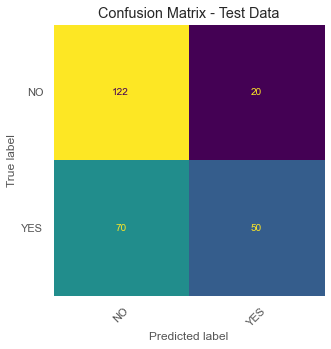 Confusion Matrix - Test Data
True label
NO
122
20
YES
70
50
NO
YES
Predicted label